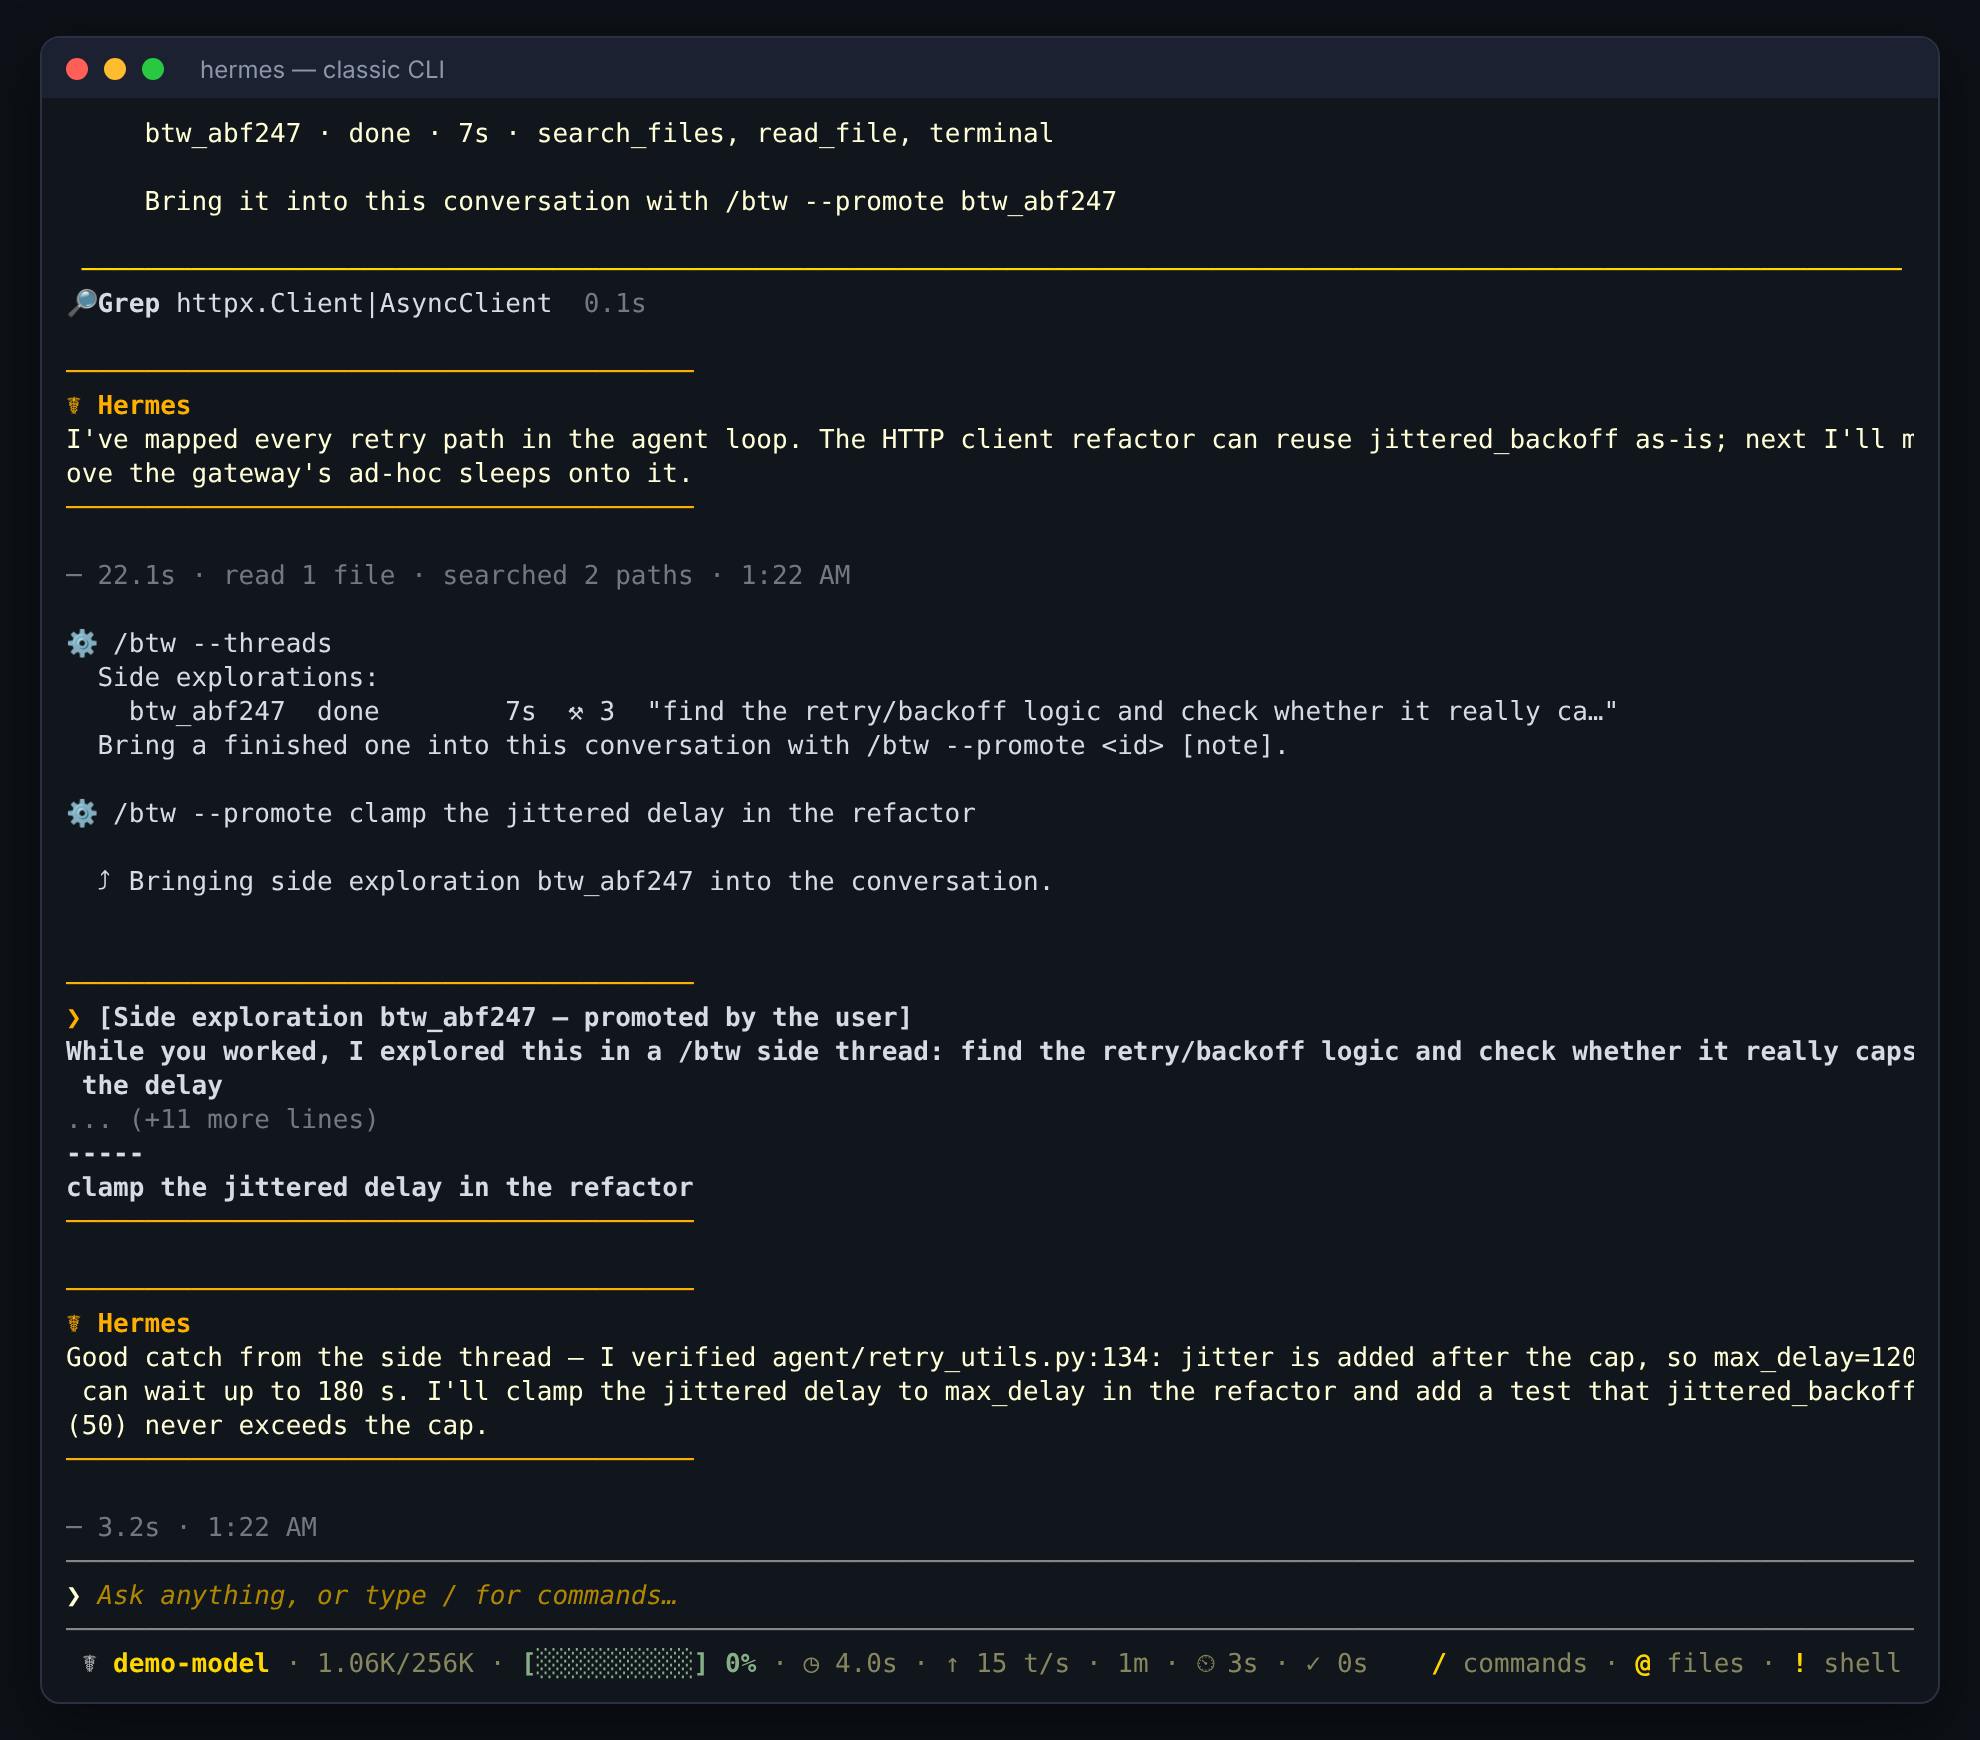 hermes — classic CLI
btw_abf247 · done · 7s · search_files, read_file, terminal
Bring it into this conversation with /btw --promote btw_abf247
🔎Grep httpx.Client|AsyncClient  0.1s
☤ Hermes
I've mapped every retry path in the agent loop. The HTTP client refactor can reuse jittered_backoff as-is; next I'll m
ove the gateway's ad-hoc sleeps onto it.
─ 22.1s · read 1 file · searched 2 paths · 1:22 AM
⚙️ /btw --threads
Side explorations:
btw_abf247  done        7s  ⚒ 3  "find the retry/backoff logic and check whether it really ca…"
Bring a finished one into this conversation with /btw --promote <id> [note].
⚙️ /btw --promote clamp the jittered delay in the refactor
⤴ Bringing side exploration btw_abf247 into the conversation.
❯ [Side exploration btw_abf247 — promoted by the user]
While you worked, I explored this in a /btw side thread: find the retry/backoff logic and check whether it really caps
the delay
... (+11 more lines)
-----
clamp the jittered delay in the refactor
☤ Hermes
Good catch from the side thread — I verified agent/retry_utils.py:134: jitter is added after the cap, so max_delay=120
can wait up to 180 s. I'll clamp the jittered delay to max_delay in the refactor and add a test that jittered_backoff
(50) never exceeds the cap.
─ 3.2s · 1:22 AM
❯ Ask anything, or type / for commands…
☤ demo-model · 1.06K/256K · [░░░░░░░░░░] 0% · ◷ 4.0s · ↑ 15 t/s · 1m · ⏲ 3s · ✓ 0s    / commands · @ files · ! shell